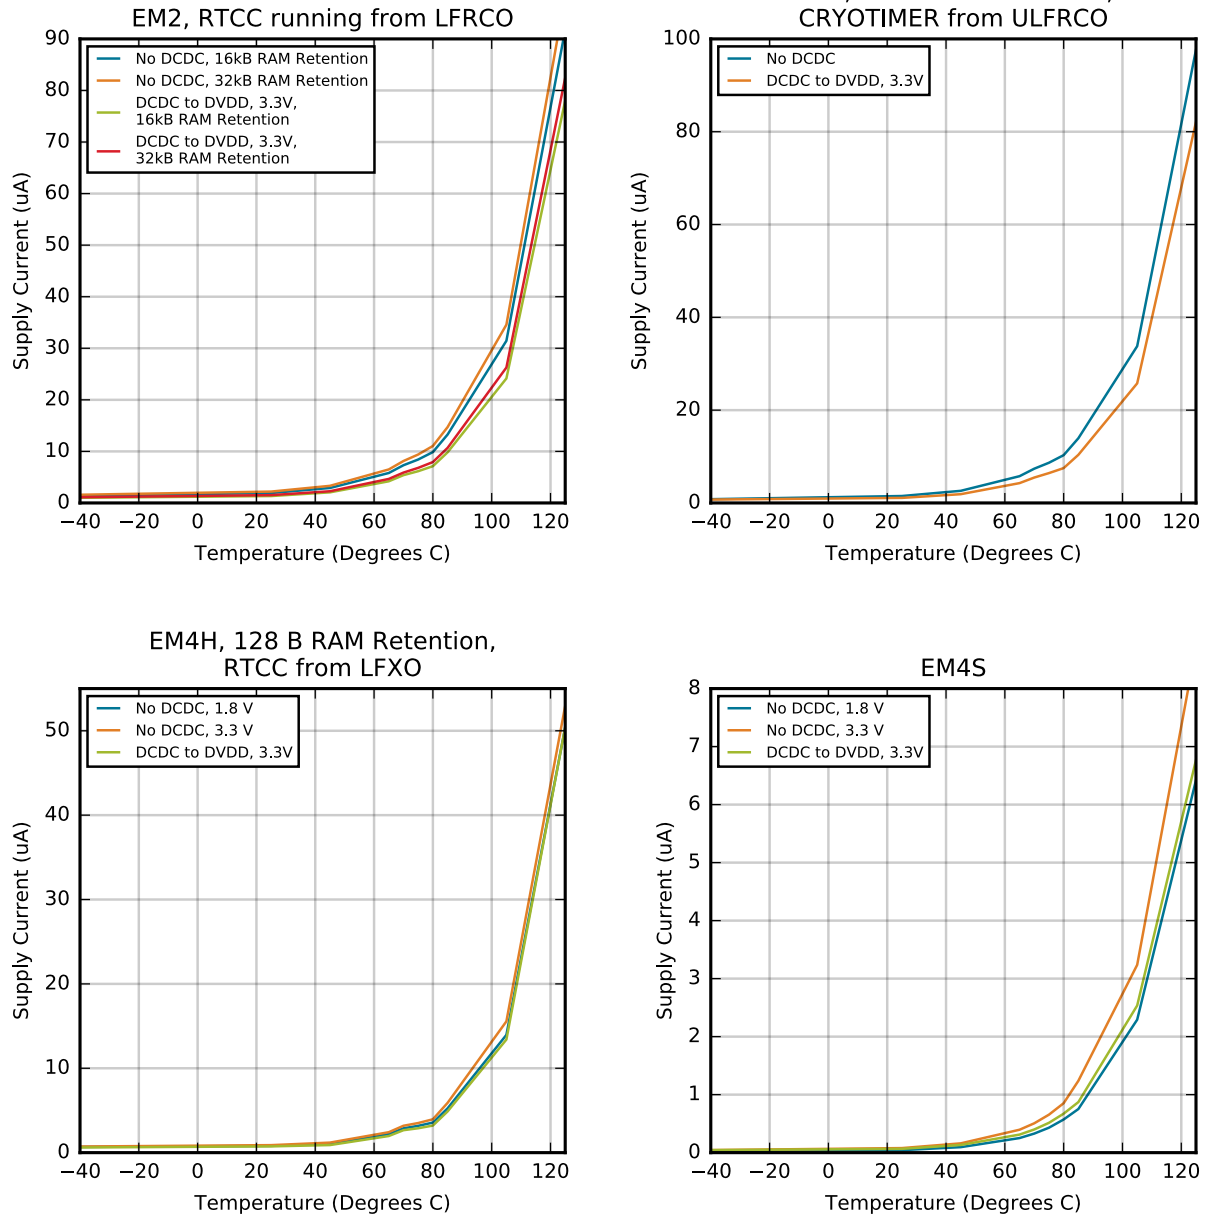 EM2, RTCC running from LFRCO
90
80
70
60
50
40
30
20
10
0
Supply Current (uA)
No DCDC, 16kB RAM Retention
No DCDC, 32kB RAM Retention
DCDC to DVDD, 3.3V,
16kB RAM Retention
DCDC to DVDD, 3.3V,
32kB RAM Retention
−40 −20 0 20 40 60 80 100 120
Temperature (Degrees C)
CRYOTIMER from ULFRCO
100
80
60
40
20
0
Supply Current (uA)
No DCDC
DCDC to DVDD, 3.3V
−40 −20 0 20 40 60 80 100 120
Temperature (Degrees C)
EM4H, 128 B RAM Retention,
RTCC from LFXO
50
40
30
20
10
0
Supply Current (uA)
No DCDC, 1.8 V
No DCDC, 3.3 V
DCDC to DVDD, 3.3V
−40 −20 0 20 40 60 80 100 120
Temperature (Degrees C)
EM4S
8
7
6
5
4
3
2
1
0
Supply Current (uA)
No DCDC, 1.8 V
No DCDC, 3.3 V
DCDC to DVDD, 3.3V
−40 −20 0 20 40 60 80 100 120
Temperature (Degrees C)